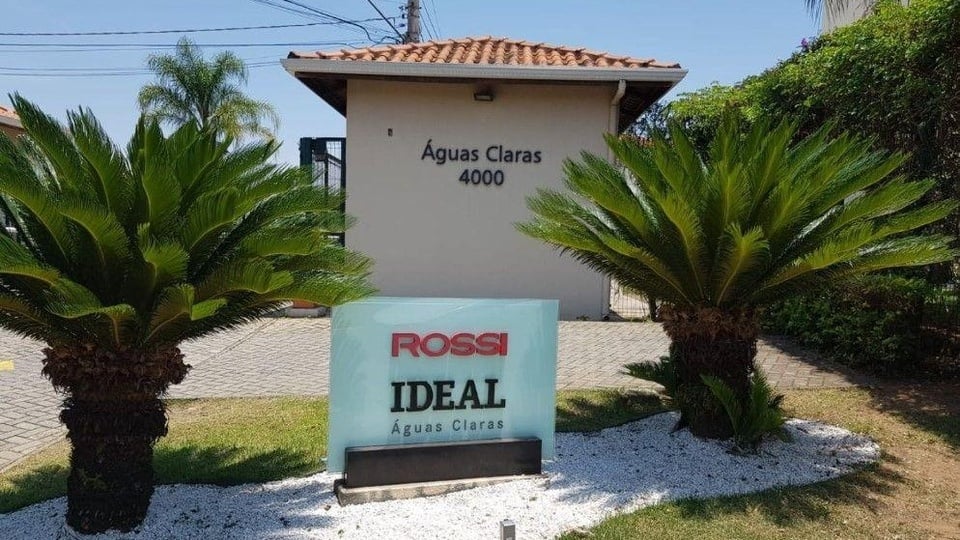 Águas Claras
4000
ROSSI
IDEAL
Águas Claras